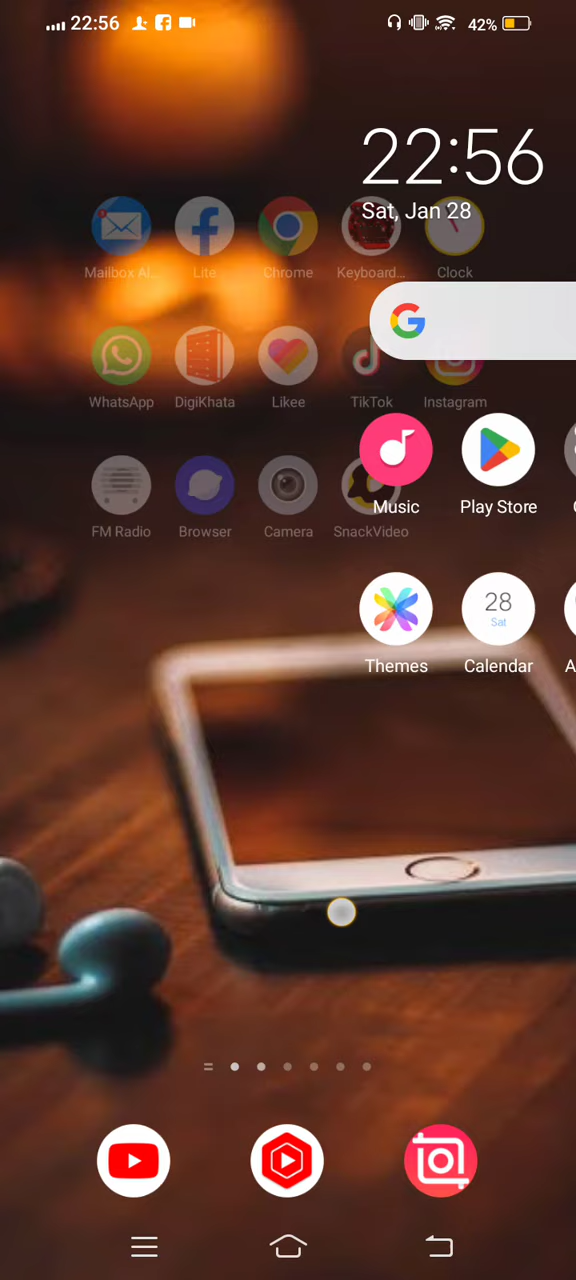 22:56
42%
22:56
Sat, Jan 28
Mailbox Al...
Lite
Chrome
Keyboard...
Clock
WhatsApp
DigiKhata
Likee
TikTok
Instagram
Music
Play Store
FM Radio
Browser
Camera
SnackVideo
28
Sat
Themes
Calendar
A